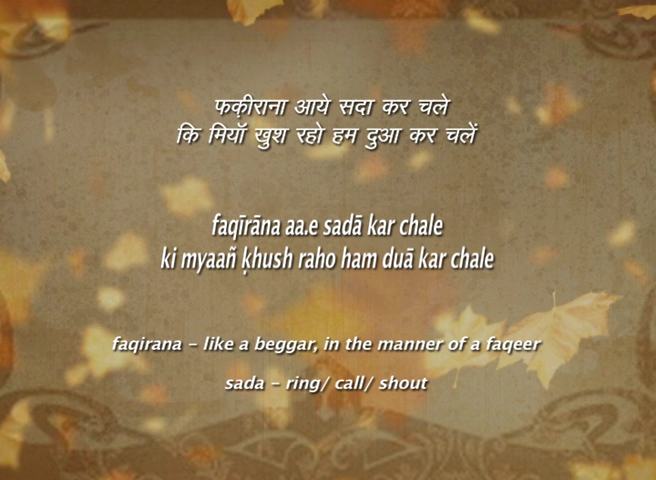 फक़ीराना आये सदा कर चले
कि मियाॅ खुश रहो हम दुआ कर चलें
faqīrāna aa.e sadā kar chale
ki myaañ ḳhush raho ham duā kar chale
faqirana – like a beggar, in the manner of a faqeer
sada – ring/ call/ shout